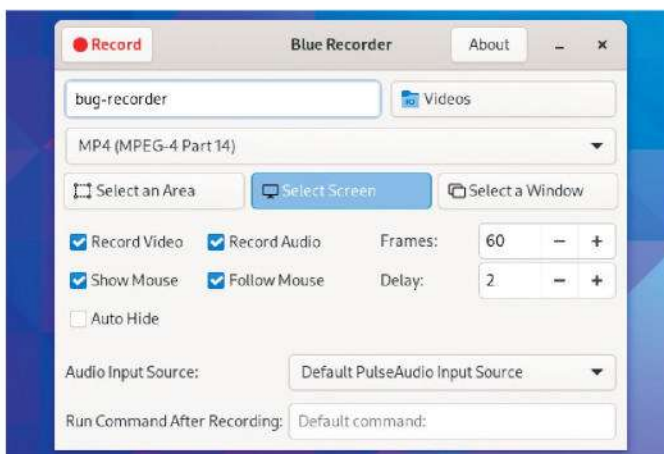 Record Blue Recorder About
bug-recorder Videos
MP4 (MPEG-4 Part 14)
Select an Area Select Screen Select a Window
Record Video Record Audio Frames: 60 − +
Show Mouse Follow Mouse Delay: 2 − +
Auto Hide
Audio Input Source: Default PulseAudio Input Source
Run Command After Recording: Default command: